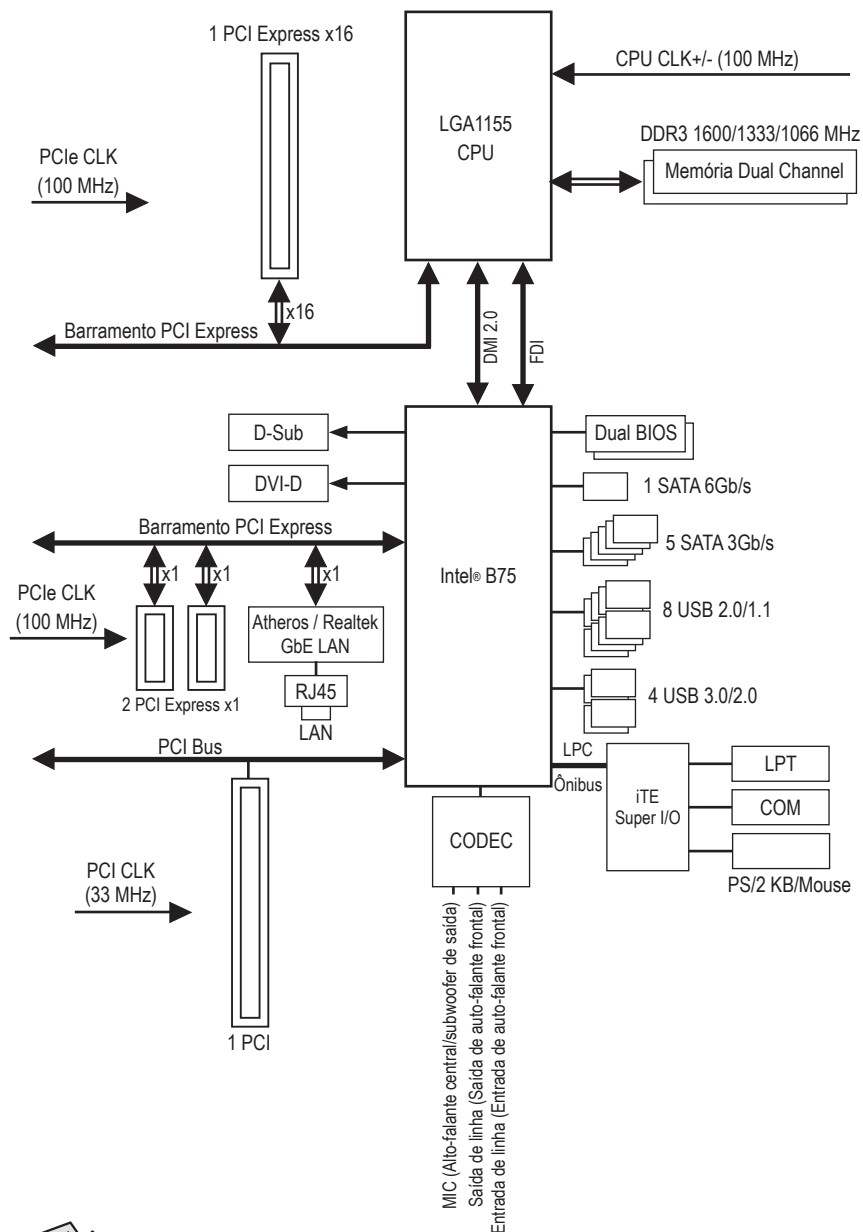 1 PCI Express x16
CPU CLK+/- (100 MHz)
LGA1155
CPU
DDR3 1600/1333/1066 MHz
Memória Dual Channel
PCIe CLK
(100 MHz)
x16
Barramento PCI Express
DMI 2.0
FDI
D-Sub
Dual BIOS
DVI-D
1 SATA 6Gb/s
Barramento PCI Express
5 SATA 3Gb/s
Intel® B75
x1
x1
x1
PCIe CLK
(100 MHz)
Atheros / Realtek
GbE LAN
8 USB 2.0/1.1
RJ45
4 USB 3.0/2.0
2 PCI Express x1
LAN
PCI Bus
LPC
Ônibus
iTE
Super I/O
LPT
COM
PS/2 KB/Mouse
CODEC
PCI CLK
(33 MHz)
1 PCI
MIC (Alto-falante central/subwoofer de saída)
Saída de linha (Saída de auto-falante frontal)
Entrada de linha (Entrada de auto-falante frontal)